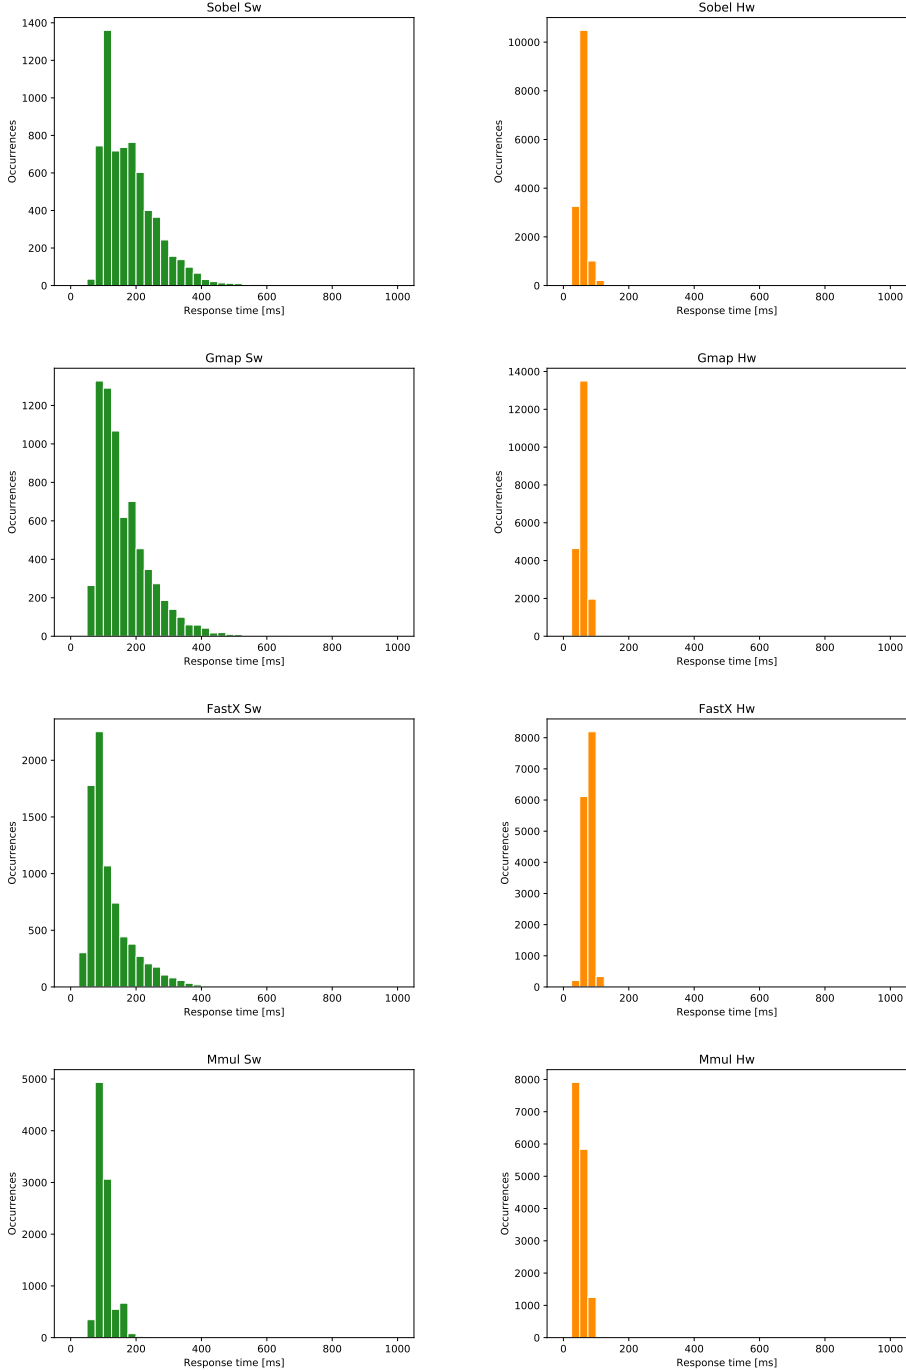 Sobel Sw
1400
1200
1000
800
600
400
200
0
Occurrences
0 200 400 600 800 1000
Response time [ms]
Sobel Hw
10000
8000
6000
4000
2000
0
Occurrences
0 200 400 600 800 1000
Response time [ms]
Gmap Sw
1200
1000
800
600
400
200
0
Occurrences
0 200 400 600 800 1000
Response time [ms]
Gmap Hw
14000
12000
10000
8000
6000
4000
2000
0
Occurrences
0 200 400 600 800 1000
Response time [ms]
FastX Sw
2000
1500
1000
500
0
Occurrences
0 200 400 600 800 1000
Response time [ms]
FastX Hw
8000
7000
6000
5000
4000
3000
2000
1000
0
Occurrences
0 200 400 600 800 1000
Response time [ms]
Mmul Sw
5000
4000
3000
2000
1000
0
Occurrences
0 200 400 600 800 1000
Response time [ms]
Mmul Hw
8000
7000
6000
5000
4000
3000
2000
1000
0
Occurrences
0 200 400 600 800 1000
Response time [ms]